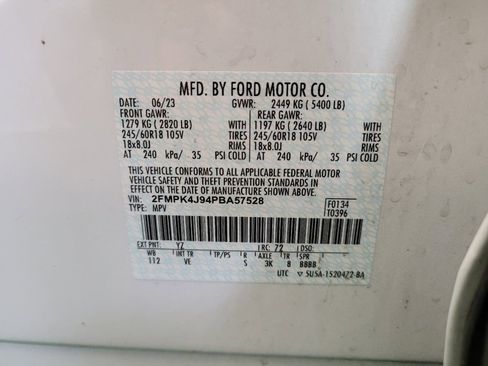 MFD. BY FORD MOTOR CO.
DATE: 06/23 GVWR: 2449 KG ( 5400 LB)
FRONT GAWR: REAR GAWR:
1279 KG ( 2820 LB) 1197 KG ( 2640 LB)
245/60R18 105V WITH TIRES 245/60R18 105V WITH TIRES
18x8.0J RIMS 18x8.0J RIMS
AT 240 kPa/ 35 PSI COLD AT 240 kPa/ 35 PSI COLD
THIS VEHICLE CONFORMS TO ALL APPLICABLE FEDERAL MOTOR
VEHICLE SAFETY AND THEFT PREVENTION STANDARDS IN
EFFECT ON THE DATE OF MANUFACTURE SHOWN ABOVE.
VIN: 2FMPK4J94PBA57528 F0134
TYPE: MPV T0396
EXT PNT: YZ RC: 72 DSO:
WB INT TR TP/PS R AXLE TR SPR
112 VE S 3K 8 BBBB
UTC ▽ 5U5A-1520472-BA